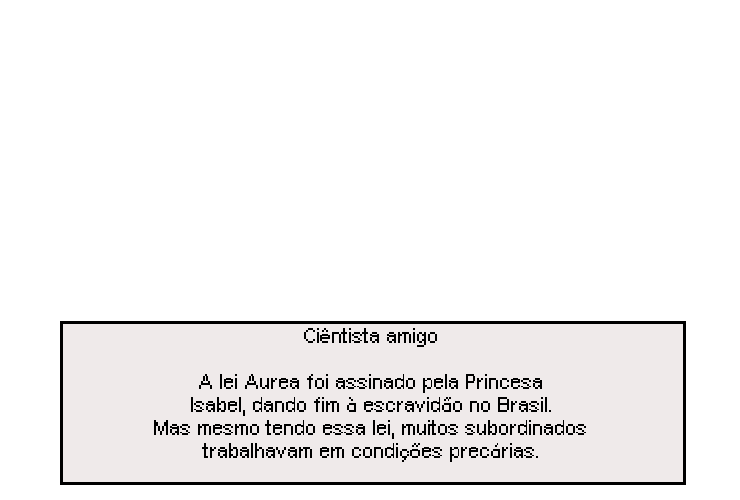 Ciêntista amigo
A lei Aurea foi assinado pela Princesa
Isabel, dando fim à escravidão no Brasil.
Mas mesmo tendo essa lei, muitos subordinados
trabalhavam em condições precárias.